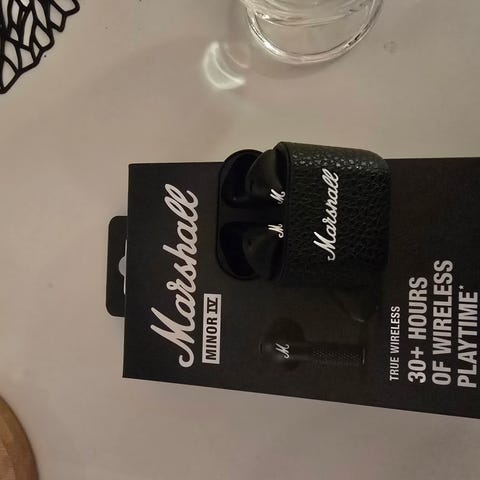 Marshall
MINOR IV
TRUE WIRELESS
30+ HOURS
OF WIRELESS
PLAYTIME*
Marshall
M
M
M